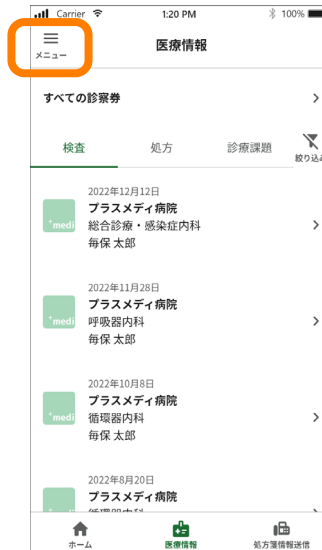 Carrier 1:20 PM 100%
メニュー
医療情報
すべての診察券
検査 処方 診療課題
絞り込み
2022年12月12日
プラスメディ病院
+medi 総合診療・感染症内科
毎保 太郎
2022年11月28日
プラスメディ病院
+medi 呼吸器内科
毎保 太郎
2022年10月8日
プラスメディ病院
+medi 循環器内科
毎保 太郎
2022年8月20日
プラスメディ病院
ホーム 医療情報 処方箋情報送信